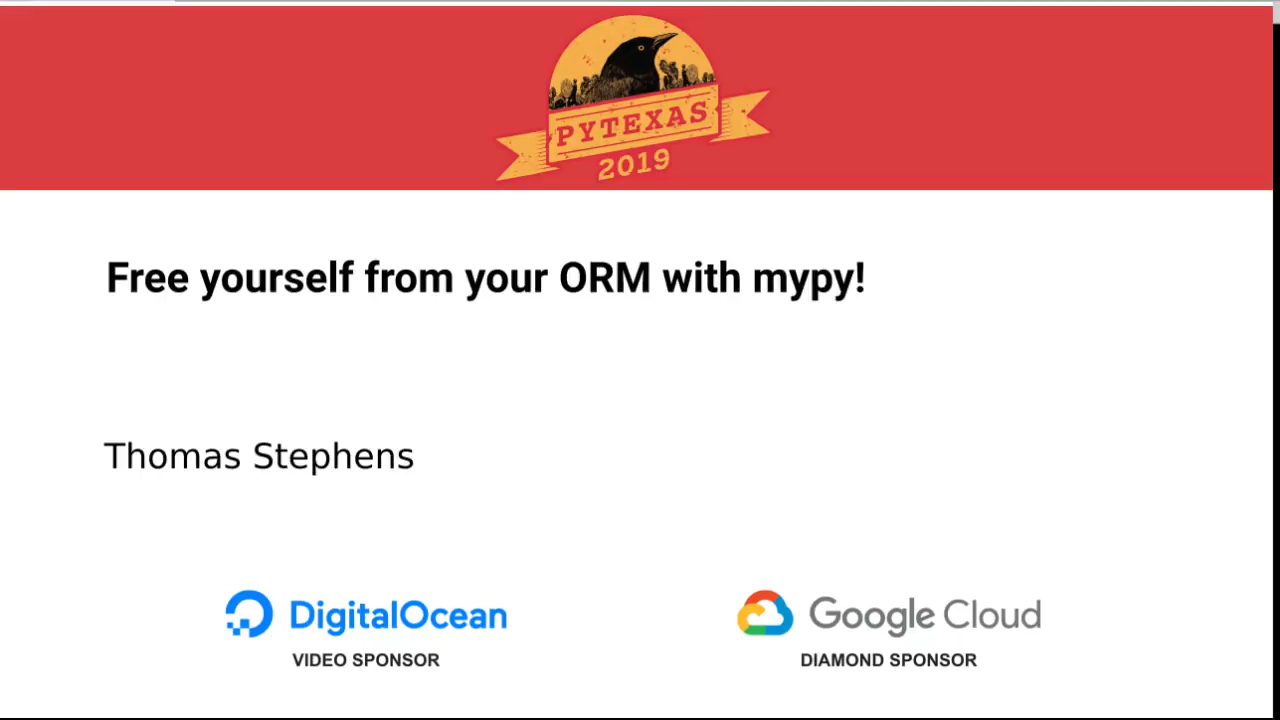 PYTEXAS
2019
Free yourself from your ORM with mypy!
Thomas Stephens
DigitalOcean
VIDEO SPONSOR
Google Cloud
DIAMOND SPONSOR